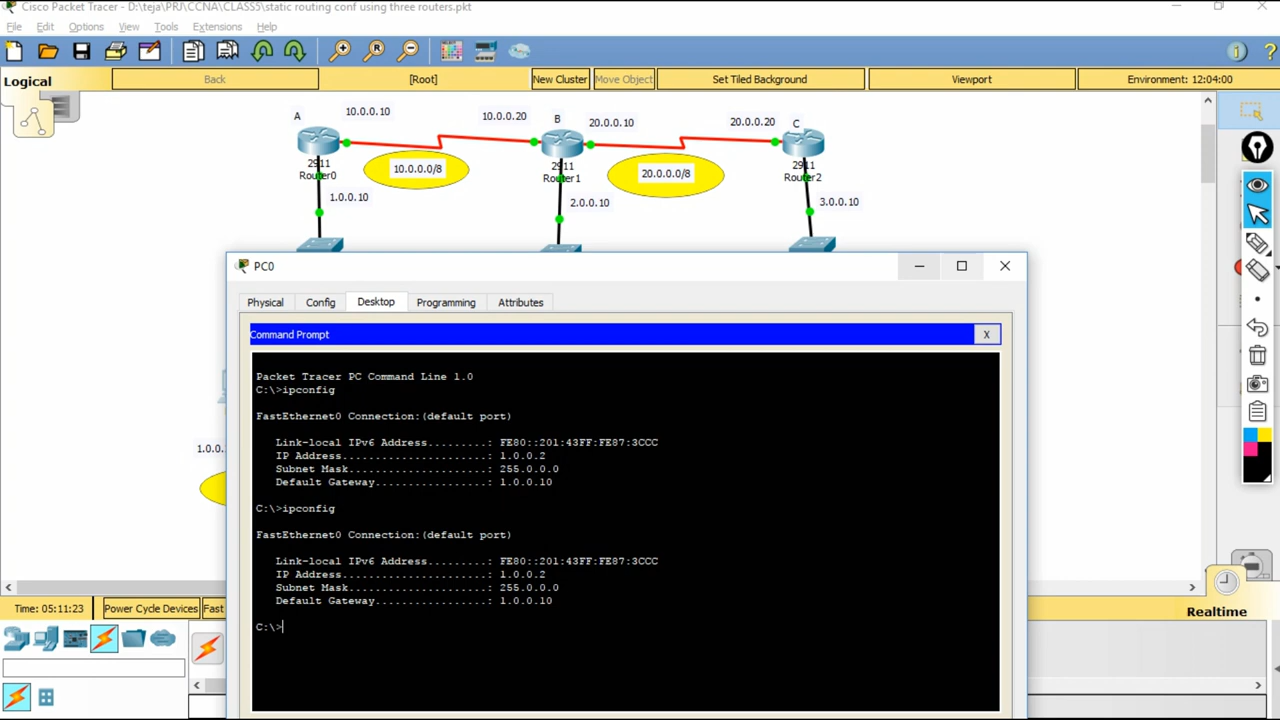 Cisco Packet Tracer - D:\teja\PRJ\CCNA\CLASS5\static routing conf using three routers.pkt
File Edit Options View Tools Extensions Help
Logical Back [Root] New Cluster Move Object Set Tiled Background Viewport Environment: 12:04:00
A 10.0.0.10 10.0.0.20 B 20.0.0.10 20.0.0.20 C
2911 10.0.0.0/8 2911 20.0.0.0/8 2911
Router0 Router1 Router2
1.0.0.10 2.0.0.10 3.0.0.10
PC0
Physical Config Desktop Programming Attributes
Command Prompt X
Packet Tracer PC Command Line 1.0
C:\>ipconfig
FastEthernet0 Connection:(default port)
Link-local IPv6 Address.........: FE80::201:43FF:FE87:3CCC
IP Address......................: 1.0.0.2
Subnet Mask.....................: 255.0.0.0
Default Gateway.................: 1.0.0.10
C:\>ipconfig
FastEthernet0 Connection:(default port)
Link-local IPv6 Address.........: FE80::201:43FF:FE87:3CCC
IP Address......................: 1.0.0.2
Subnet Mask.....................: 255.0.0.0
Default Gateway.................: 1.0.0.10
C:\>
1.0.0.
Time: 05:11:23 Power Cycle Devices Fast
Realtime